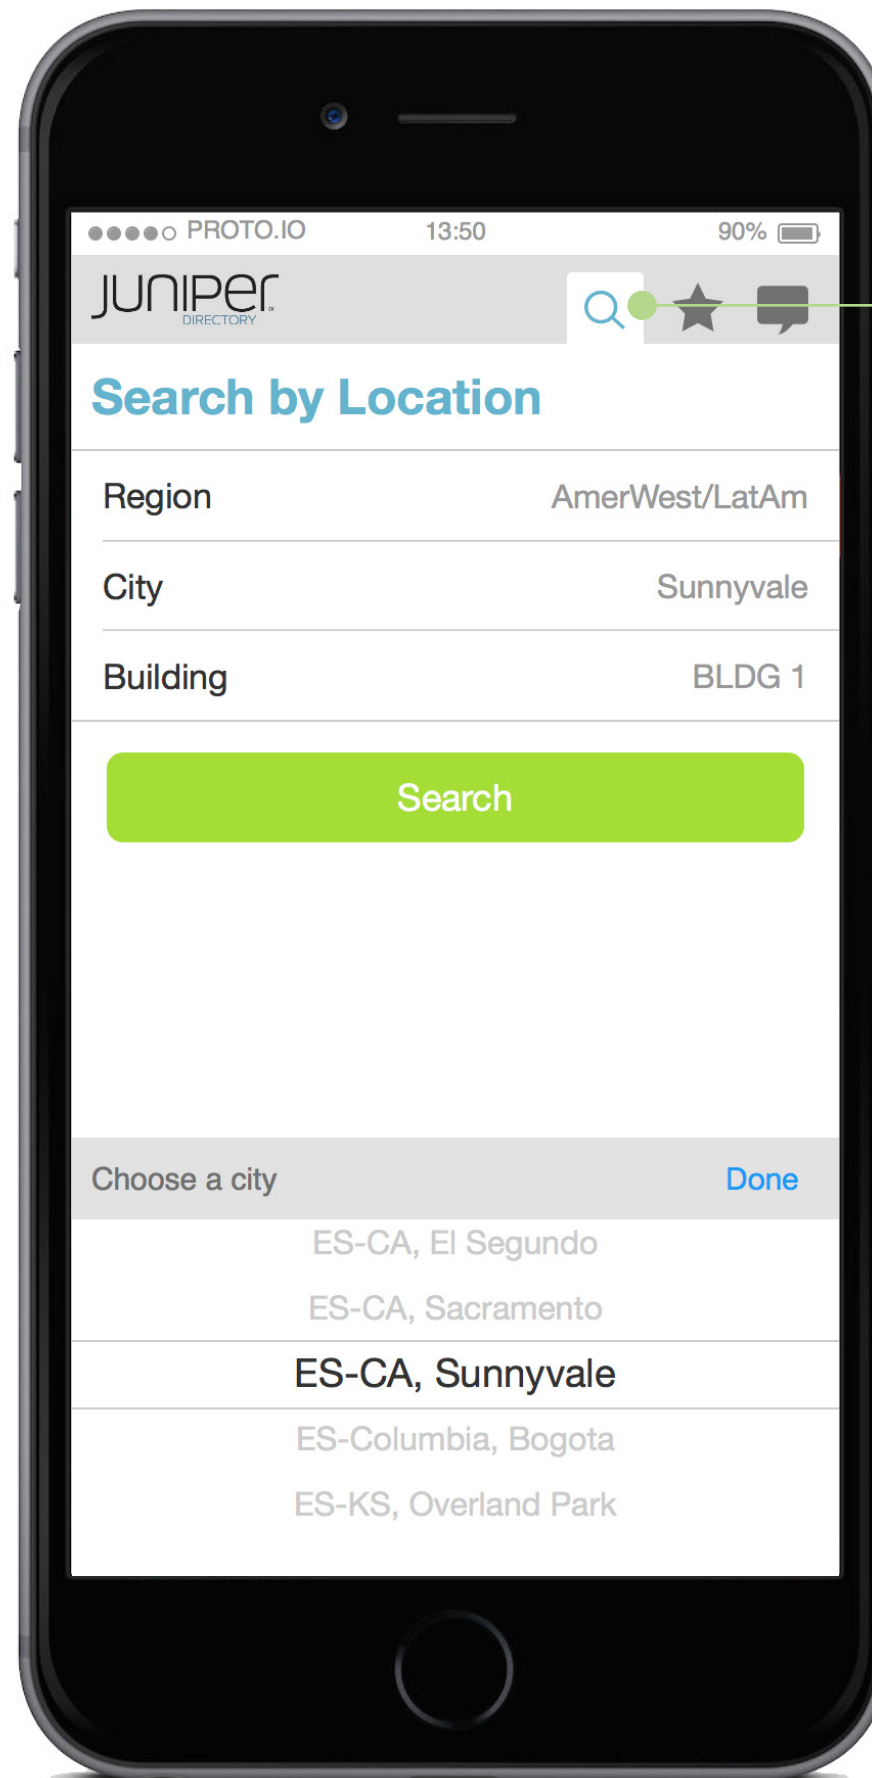 PROTO.IO 13:50 90%
JUNIPER
DIRECTORY
Search by Location
Region AmerWest/LatAm
City Sunnyvale
Building BLDG 1
Search
Choose a city Done
ES-CA, El Segundo
ES-CA, Sacramento
ES-CA, Sunnyvale
ES-Columbia, Bogota
ES-KS, Overland Park